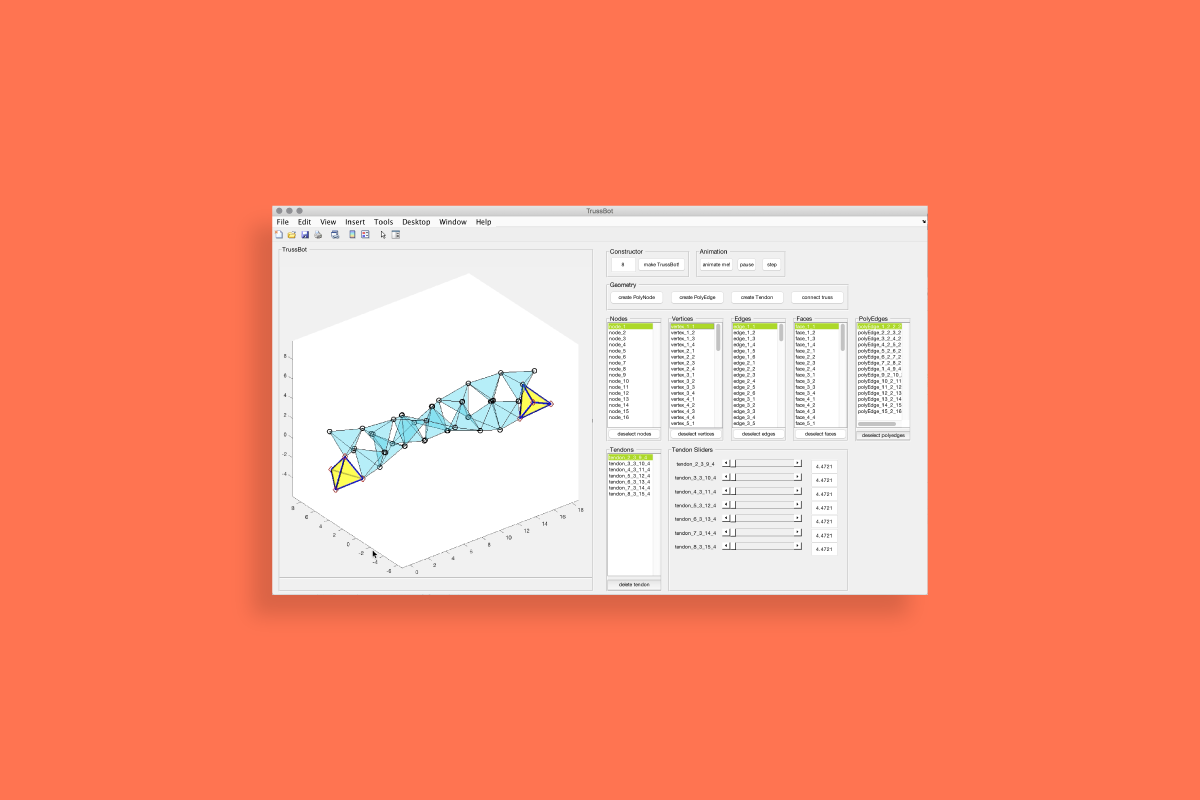 TrussBot
File Edit View Insert Tools Desktop Window Help
TrussBot
8
6
4
2
0
-2
-4
8
6
4
2
0
-2
-4
-6
0
2
4
6
8
10
12
14
16
18
Constructor
8
make TrussBot!
Animation
animate me!
pause
step
Geometry
create PolyNode
create PolyEdge
create Tendon
connect truss
Nodes
node_1
node_2
node_3
node_4
node_5
node_6
node_7
node_8
node_9
node_10
node_11
node_12
node_13
node_14
node_15
node_16
deselect nodes
Vertices
vertex_1_1
vertex_1_2
vertex_1_3
vertex_1_4
vertex_2_1
vertex_2_2
vertex_2_3
vertex_2_4
vertex_3_1
vertex_3_2
vertex_3_3
vertex_3_4
vertex_4_1
vertex_4_2
vertex_4_3
vertex_4_4
vertex_5_1
deselect vertices
Edges
edge_1_1
edge_1_2
edge_1_3
edge_1_4
edge_1_5
edge_1_6
edge_2_1
edge_2_2
edge_2_3
edge_2_4
edge_2_5
edge_2_6
edge_3_1
edge_3_2
edge_3_3
edge_3_4
edge_3_5
deselect edges
Faces
face_1_1
face_1_2
face_1_3
face_1_4
face_2_1
face_2_2
face_2_3
face_2_4
face_3_1
face_3_2
face_3_3
face_3_4
face_4_1
face_4_2
face_4_3
face_4_4
face_5_1
deselect faces
PolyEdges
polyEdge_2_2_3_2
polyEdge_3_2_4_2
polyEdge_4_2_5_2
polyEdge_5_2_6_2
polyEdge_6_2_7_2
polyEdge_7_2_8_2
polyEdge_1_4_9_4
polyEdge_9_2_10_
polyEdge_10_2_11
polyEdge_11_2_12
polyEdge_12_2_13
polyEdge_13_2_14
polyEdge_14_2_15
polyEdge_15_2_16
deselect polyedges
Tendons
tendon_2_3_9_4
tendon_3_3_10_4
tendon_4_3_11_4
tendon_5_3_12_4
tendon_6_3_13_4
tendon_7_3_14_4
tendon_8_3_15_4
delete tendon
Tendon Sliders
tendon_2_3_9_4 4.4721
tendon_3_3_10_4 4.4721
tendon_4_3_11_4 4.4721
tendon_5_3_12_4 4.4721
tendon_6_3_13_4 4.4721
tendon_7_3_14_4 4.4721
tendon_8_3_15_4 4.4721